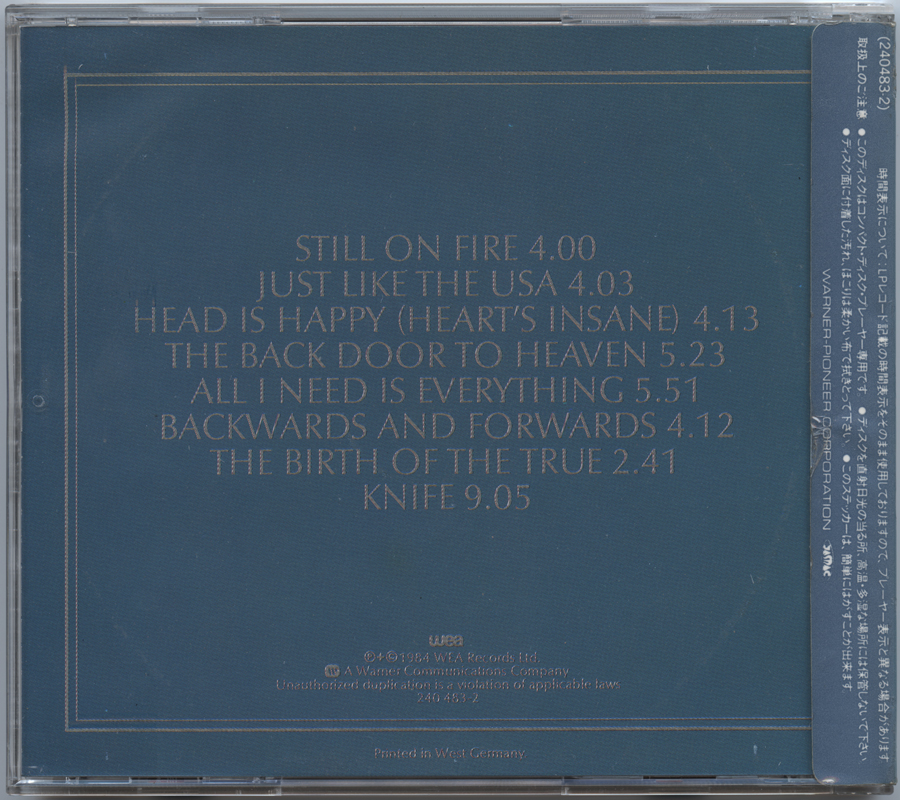 STILL ON FIRE 4.00
JUST LIKE THE USA 4.03
HEAD IS HAPPY (HEART'S INSANE) 4.13
THE BACK DOOR TO HEAVEN 5.23
ALL I NEED IS EVERYTHING 5.51
BACKWARDS AND FORWARDS 4.12
THE BIRTH OF THE TRUE 2.41
KNIFE 9.05
wea
℗+© 1984 WEA Records Ltd.
A Warner Communications Company
Unauthorized duplication is a violation of applicable laws
240 483-2
Printed in West Germany
(240483-2) 時間表示について:LPレコード記載の時間表示をそのまま使用しておりますので、プレーヤー表示と異なる場合があります
取扱上のご注意 ●このディスクはコンパクト・ディスク・プレーヤー専用です。 ●ディスクを直射日光の当る所、高温・多湿な場所には保管しないで下さい
●ディスク面に付着した汚れ、ほこりは柔かい布で拭きとって下さい。 ●このステッカーは、簡単にはがすことが出来ます
WARNER-PIONEER CORPORATION